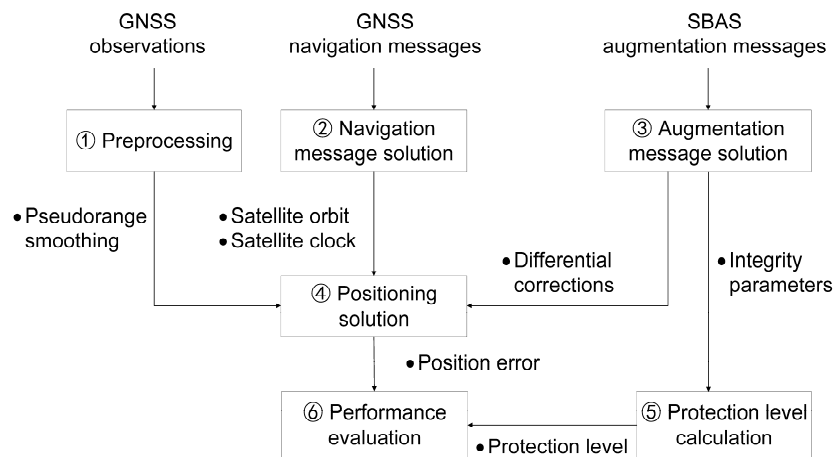 GNSS
observations
GNSS
navigation messages
SBAS
augmentation messages
① Preprocessing
② Navigation
message solution
③ Augmentation
message solution
● Pseudorange
smoothing
● Satellite orbit
● Satellite clock
● Differential
corrections
● Integrity
parameters
④ Positioning
solution
● Position error
⑥ Performance
evaluation
● Protection level
⑤ Protection level
calculation